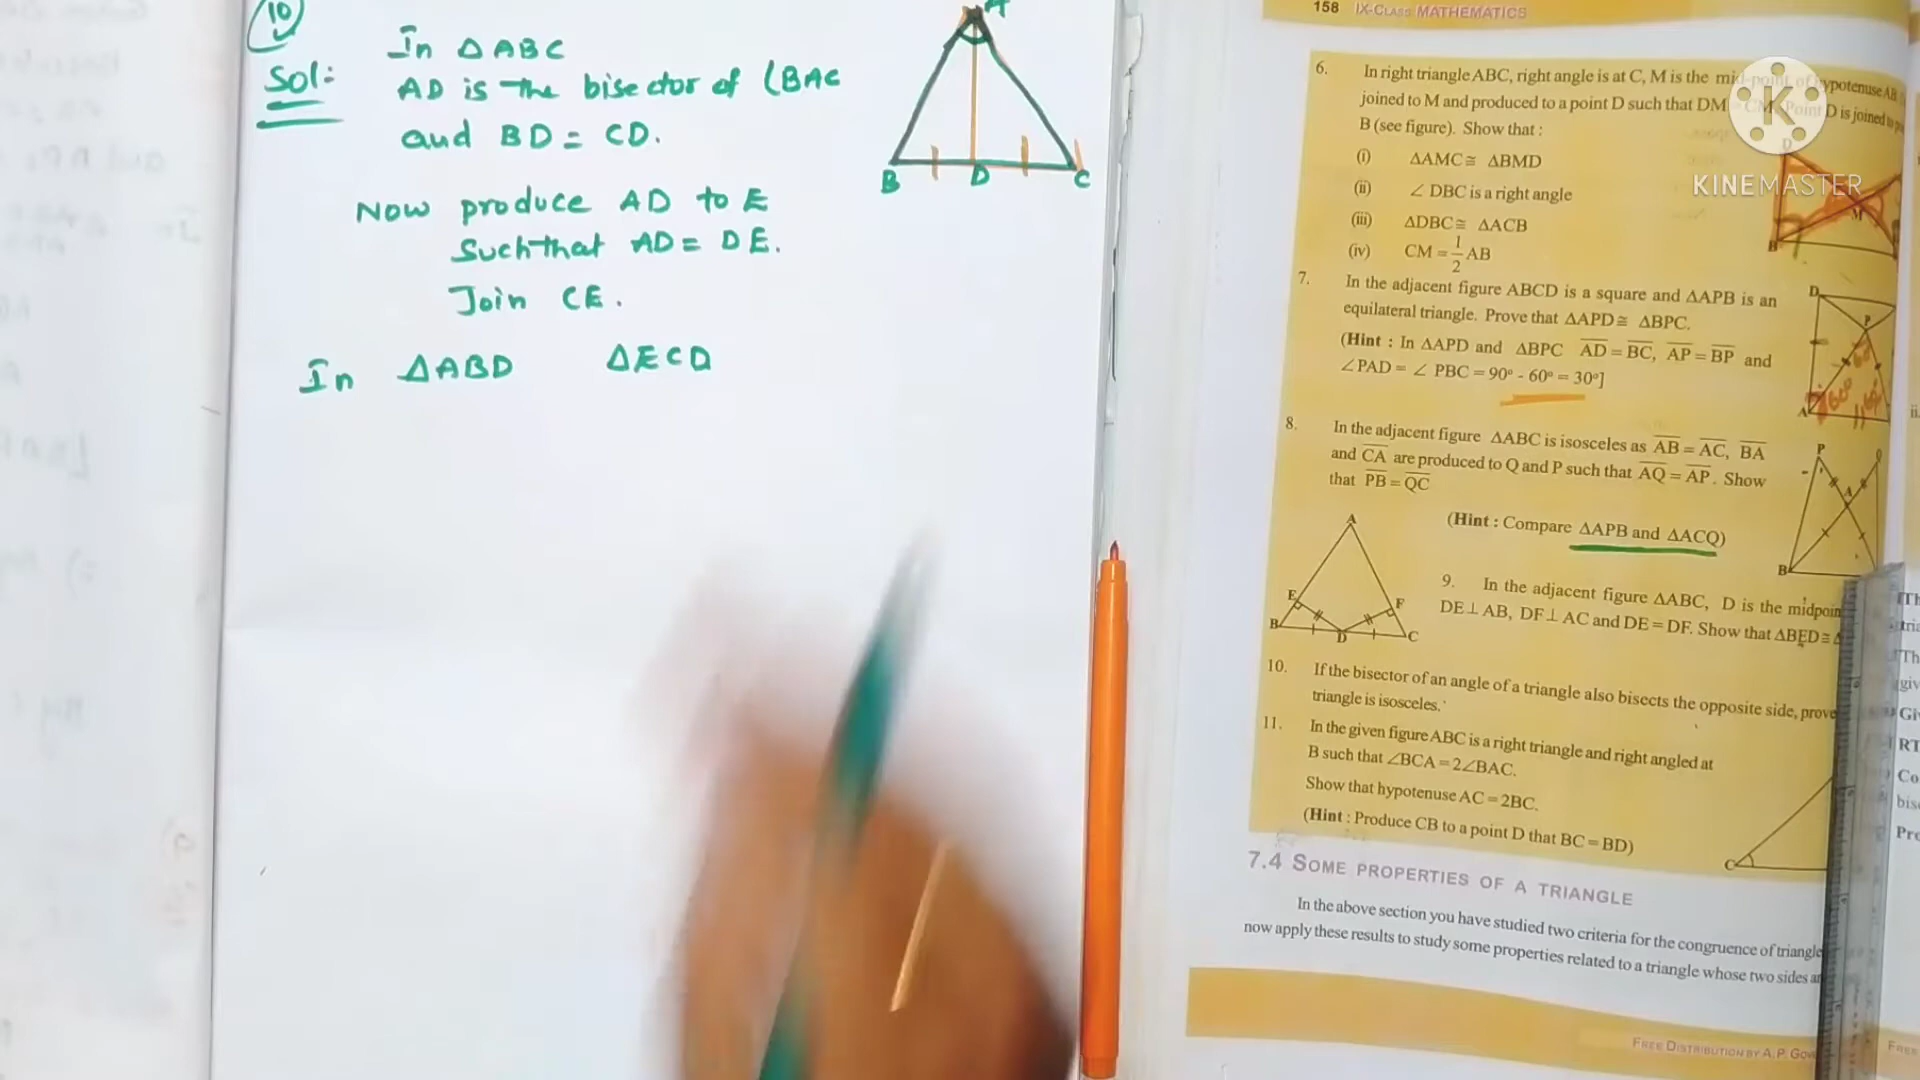 10
Sol:
In △ABC
AD is the bisector of ∠BAC
and BD = CD.
Now produce AD to E
Such that AD = DE.
Join CE.
In △ABD △ECD
A
B D C
158 IX-CLASS MATHEMATICS
6. In right triangle ABC, right angle is at C, M is the mid-point of hypotenuse AB
joined to M and produced to a point D such that DM = CM. Point D is joined to
B (see figure). Show that :
(i) ΔAMC ≅ ΔBMD
(ii) ∠ DBC is a right angle
(iii) ΔDBC ≅ ΔACB
(iv) CM = 1/2 AB
D
M
B
K
KINEMASTER
7. In the adjacent figure ABCD is a square and ΔAPB is an
equilateral triangle. Prove that ΔAPD ≅ ΔBPC.
(Hint : In ΔAPD and ΔBPC AD = BC, AP = BP and
∠PAD = ∠ PBC = 90° - 60° = 30°]
D
P
A
60°
8. In the adjacent figure ΔABC is isosceles as AB = AC, BA
and CA are produced to Q and P such that AQ = AP. Show
that PB = QC
(Hint : Compare ΔAPB and ΔACQ)
P Q
A
B
A
E F
B D C
9. In the adjacent figure ΔABC, D is the midpoin
DE ⊥ AB, DF ⊥ AC and DE = DF. Show that ΔBED ≅
10. If the bisector of an angle of a triangle also bisects the opposite side, prove
triangle is isosceles.
11. In the given figure ABC is a right triangle and right angled at
B such that ∠BCA = 2∠BAC.
Show that hypotenuse AC = 2BC.
(Hint : Produce CB to a point D that BC = BD)
C
7.4 SOME PROPERTIES OF A TRIANGLE
In the above section you have studied two criteria for the congruence of triangle
now apply these results to study some properties related to a triangle whose two sides
FREE DISTRIBUTION BY A.P. GOV